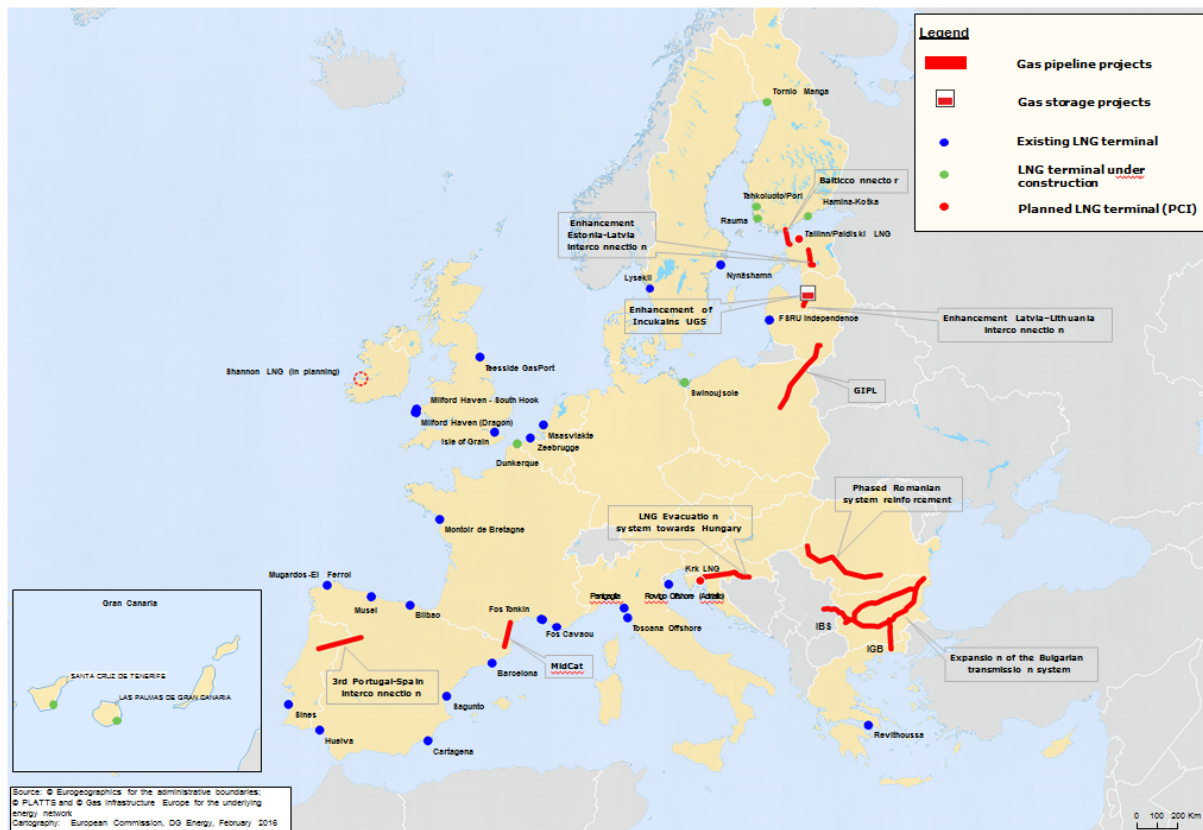 Legend
Gas pipeline projects
Gas storage projects
Existing LNG terminal
LNG terminal under
construction
Planned LNG terminal (PCI)
Tornio Manga
Balticco nnecto r
Tahkoluoto/Pori
Hamina-Kotka
Rauma
Enhancement
Estonia-Latvia
interco nnectio n
Tallinn/Paldiski LNG
Lysekil
Nynäshamn
Enhancement of
Incukalns UGS
FSRU Independence
Enhancement Latvia-Lithuania
interco nnectio n
Teesside GasPort
Shannon LNG (in planning)
GIPL
Swinoujsoie
Milford Haven - South Hook
Milford Haven (Dragon)
Isle of Grain
Maasvlakte
Zeebrugge
Dunkerque
Phased Romanian
system reinforcement
LNG Evacuatio n
system towards Hungary
Montoir de Bretagne
Krk LNG
Mugardos-El Ferrol
Musel
Bilbao
Fos Tonkin
Fos Cavaou
Panigaglia
Rovigo Offshore (Adriatio)
Tosoana Offshore
IBS
IGB
Gran Canaria
MidCat
Barcelona
3rd Portugal-Spain
interco nnectio n
Expansio n of the Bulgarian
transmissio n system
SANTA CRUZ DE TENERIFE
LAS PALMAS DE GRAN CANARIA
Sines
Sagunto
Huelva
Cartagena
Revithoussa
Source: © Eurogeographics for the administrative boundaries;
© PLATTS and © Gas Infrastructure Europe for the underlying
energy network
Cartography: European Commission, DG Energy, February 2016
0 100 200 Km